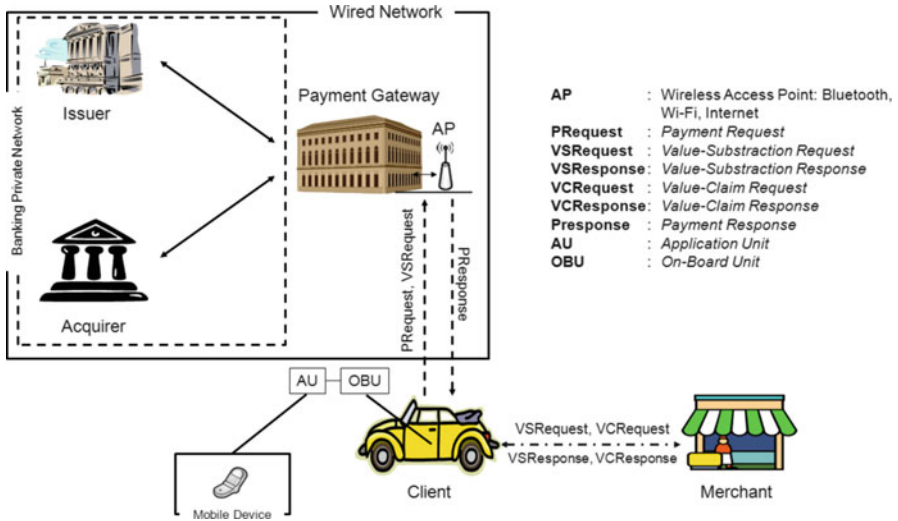 Wired Network
Banking Private Network
Issuer
Acquirer
Payment Gateway
AP
PRequest, VSRequest
PResponse
AP : Wireless Access Point: Bluetooth,
Wi-Fi, Internet
PRequest : Payment Request
VSRequest : Value-Substraction Request
VSResponse: Value-Substraction Response
VCRequest : Value-Claim Request
VCResponse: Value-Claim Response
Presponse : Payment Response
AU : Application Unit
OBU : On-Board Unit
AU
OBU
Mobile Device
Client
VSRequest, VCRequest
VSResponse, VCResponse
Merchant